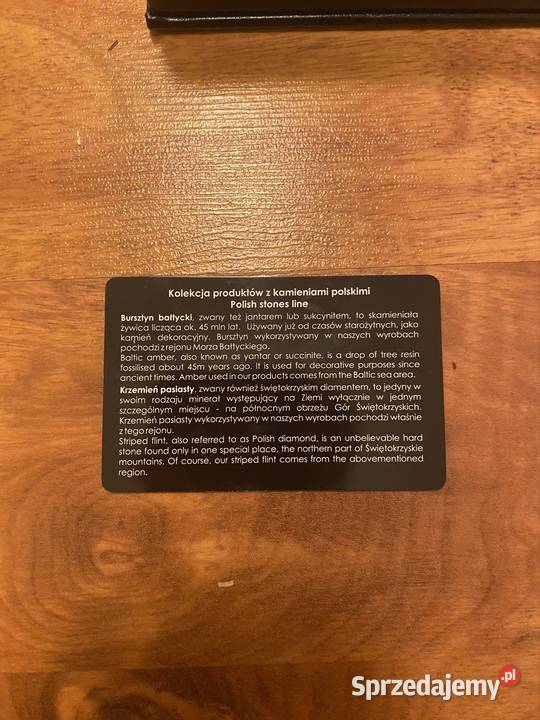 Kolekcja produktów z kamieniami polskimi
Polish stones line
Bursztyn bałtycki, zwany też jantarem lub sukcynitem, to skamieniała
żywica licząca ok. 45 mln lat. Używany już od czasów starożytnych, jako
kamień dekoracyjny. Bursztyn wykorzystywany w naszych wyrobach
pochodzi z rejonu Morza Bałtyckiego.
Baltic amber, also known as yantar or succinite, is a drop of tree resin
fossilised about 45m years ago. It is used for decorative purposes since
ancient times. Amber used in our products comes from the Baltic sea area.
Krzemień pasiasty, zwany również świętokrzyskim diamentem, to jedyny w
swoim rodzaju minerał występujący na Ziemi wyłącznie w jednym
szczególnym miejscu - na północnym obrzeżu Gór Świętokrzyskich.
Krzemień pasiasty wykorzystywany w naszych wyrobach pochodzi właśnie
z tego rejonu.
Striped flint, also referred to as Polish diamond, is an unbelievable hard
stone found only in one special place, the northern part of Świętokrzyskie
mountains. Of course, our striped flint comes from the abovementioned
region.
Sprzedajemy.pl